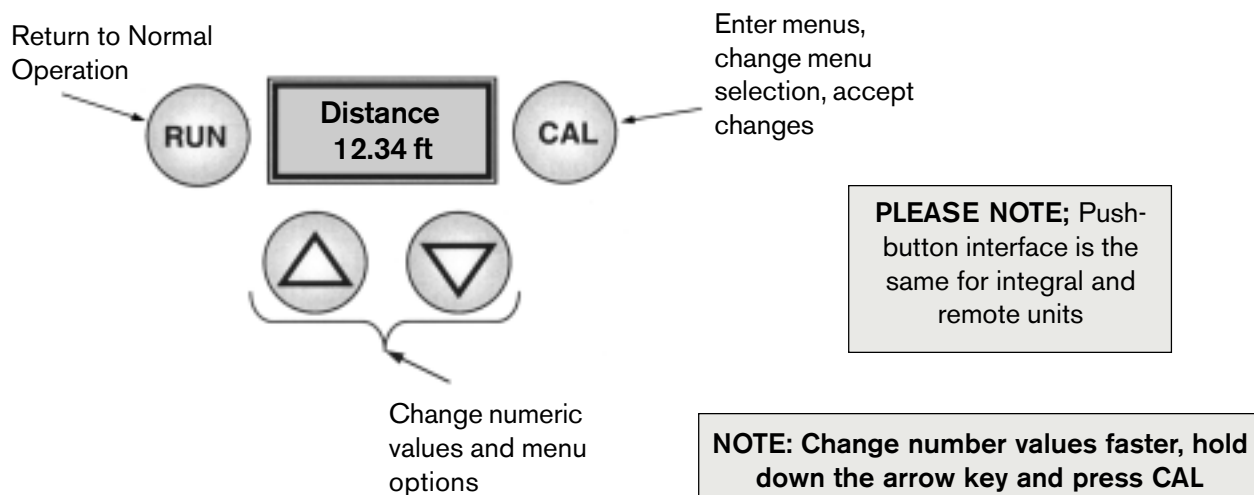 Return to Normal
Operation
RUN
Distance
12.34 ft
CAL
Enter menus,
change menu
selection, accept
changes
PLEASE NOTE; Push-
button interface is the
same for integral and
remote units
Change numeric
values and menu
options
NOTE: Change number values faster, hold
down the arrow key and press CAL